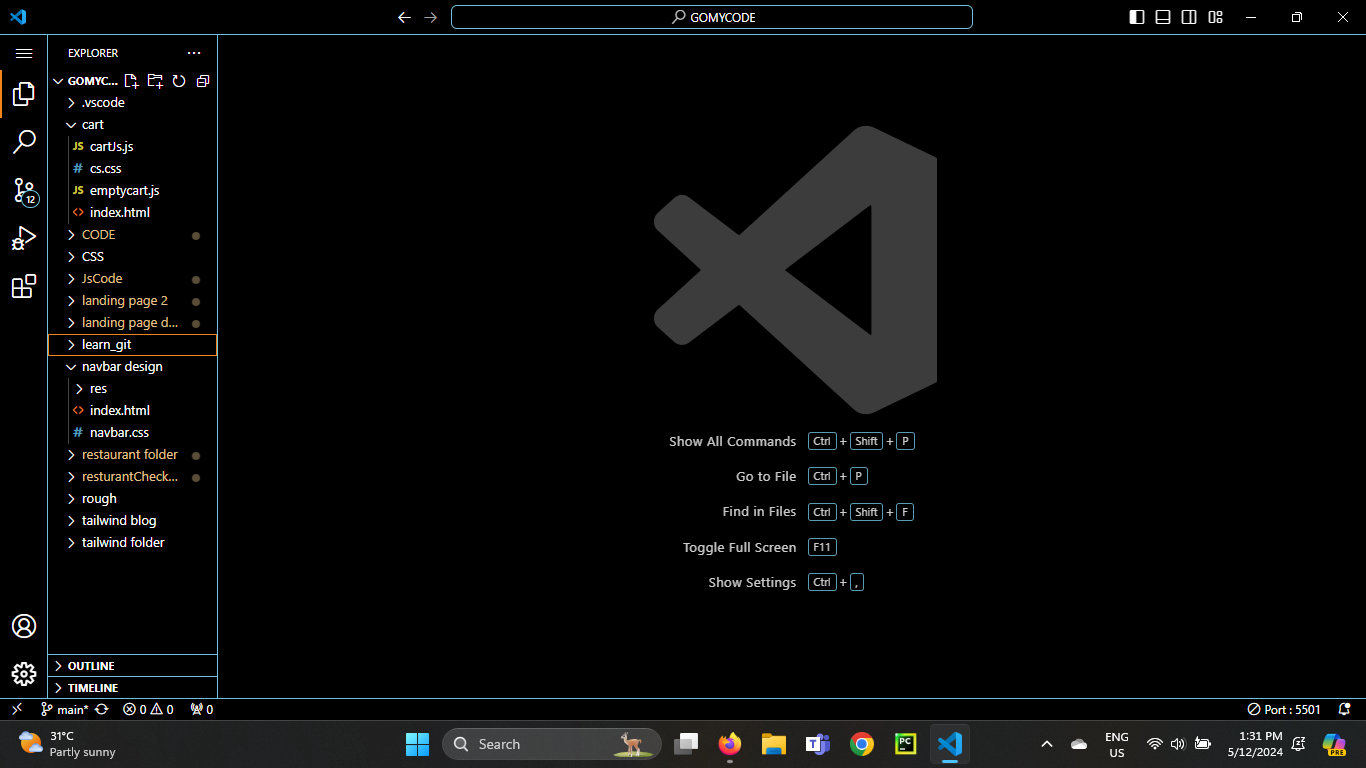 GOMYCODE
EXPLORER
GOMYC...
.vscode
cart
JS cartJs.js
# cs.css
JS emptycart.js
<> index.html
12
CODE
CSS
JsCode
landing page 2
landing page d...
learn_git
navbar design
res
<> index.html
# navbar.css
restaurant folder
resturantCheck...
rough
tailwind blog
tailwind folder
Show All Commands Ctrl + Shift + P
Go to File Ctrl + P
Find in Files Ctrl + Shift + F
Toggle Full Screen F11
Show Settings Ctrl + ,
OUTLINE
TIMELINE
main* 0 0 0 Port : 5501
31°C
Partly sunny
Search
PC
ENG
US
1:31 PM
5/12/2024
PRE